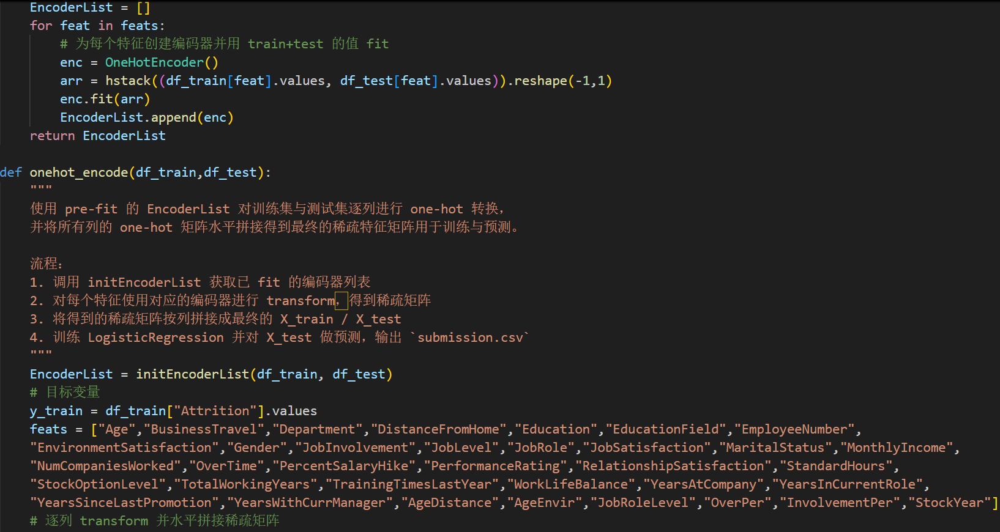 EncoderList = []
for feat in feats:
# 为每个特征创建编码器并用 train+test 的值 fit
enc = OneHotEncoder()
arr = hstack((df_train[feat].values, df_test[feat].values)).reshape(-1,1)
enc.fit(arr)
EncoderList.append(enc)
return EncoderList
def onehot_encode(df_train,df_test):
"""
使用 pre-fit 的 EncoderList 对训练集与测试集逐列进行 one-hot 转换，
并将所有列的 one-hot 矩阵水平拼接得到最终的稀疏特征矩阵用于训练与预测。
流程：
1. 调用 initEncoderList 获取已 fit 的编码器列表
2. 对每个特征使用对应的编码器进行 transform，得到稀疏矩阵
3. 将得到的稀疏矩阵按列拼接成最终的 X_train / X_test
4. 训练 LogisticRegression 并对 X_test 做预测，输出 `submission.csv`
"""
EncoderList = initEncoderList(df_train, df_test)
# 目标变量
y_train = df_train["Attrition"].values
feats = ["Age","BusinessTravel","Department","DistanceFromHome","Education","EducationField","EmployeeNumber",
"EnvironmentSatisfaction","Gender","JobInvolvement","JobLevel","JobRole","JobSatisfaction","MaritalStatus","MonthlyIncome",
"NumCompaniesWorked","OverTime","PercentSalaryHike","PerformanceRating","RelationshipSatisfaction","StandardHours",
"StockOptionLevel","TotalWorkingYears","TrainingTimesLastYear","WorkLifeBalance","YearsAtCompany","YearsInCurrentRole",
"YearsSinceLastPromotion","YearsWithCurrManager","AgeDistance","AgeEnvir","JobRoleLevel","OverPer","InvolvementPer","StockYear"]
# 逐列 transform 并水平拼接稀疏矩阵